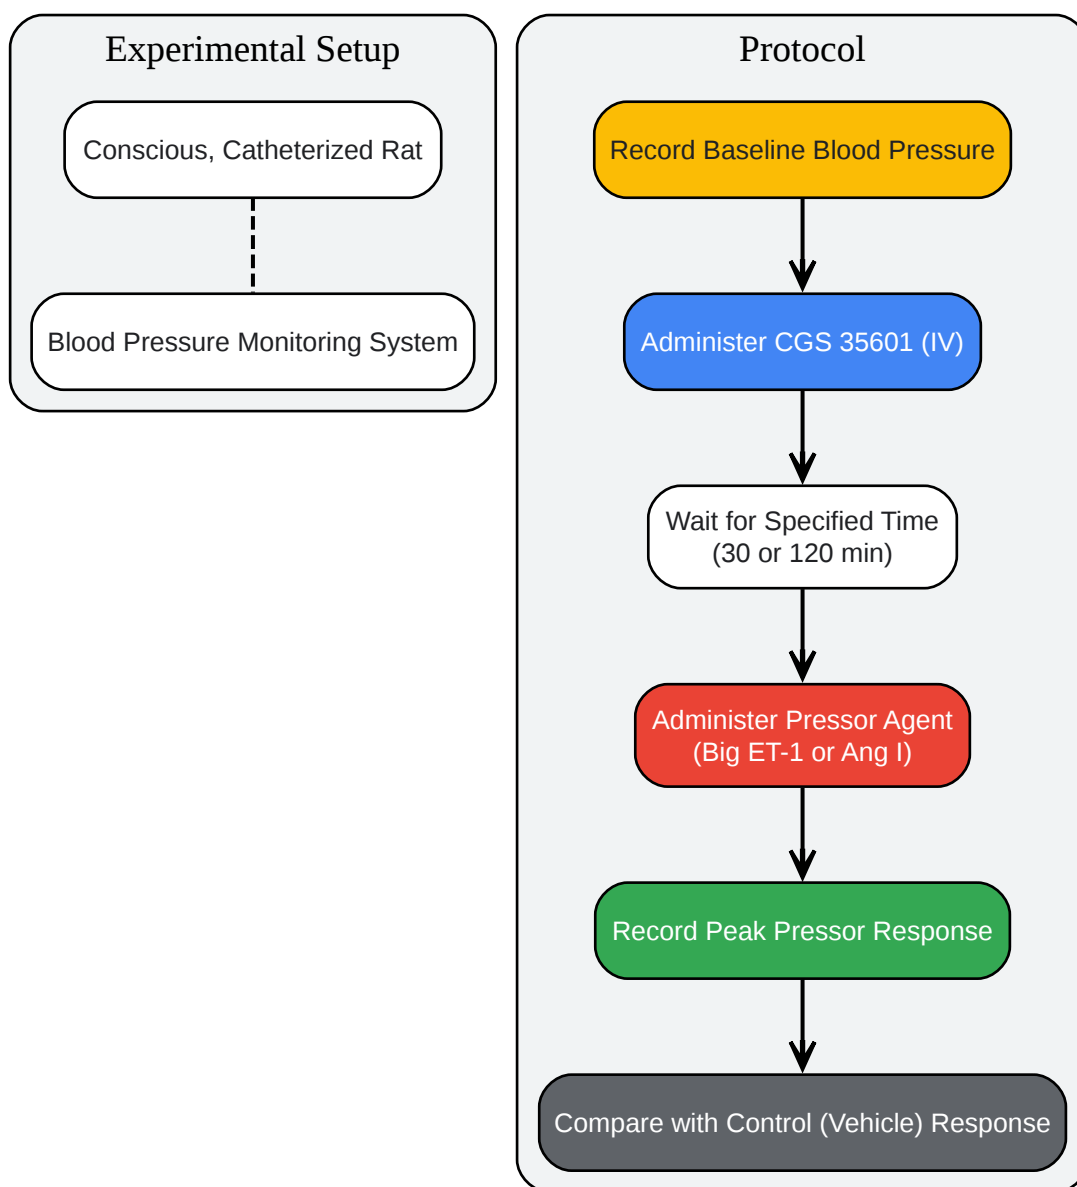 Experimental Setup
Conscious, Catheterized Rat
Blood Pressure Monitoring System
Protocol
Record Baseline Blood Pressure
Administer CGS 35601 (IV)
Wait for Specified Time
(30 or 120 min)
Administer Pressor Agent
(Big ET-1 or Ang I)
Record Peak Pressor Response
Compare with Control (Vehicle) Response